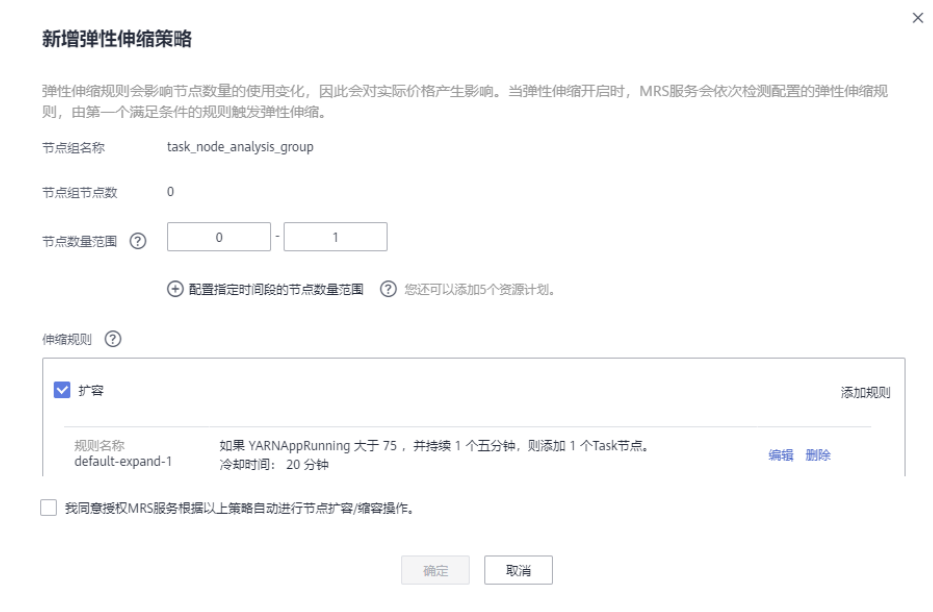 新增弹性伸缩策略
弹性伸缩规则会影响节点数量的使用变化，因此会对实际价格产生影响。当弹性伸缩开启时，MRS服务会依次检测配置的弹性伸缩规
则，由第一个满足条件的规则触发弹性伸缩。
节点组名称 task_node_analysis_group
节点组节点数 0
节点数量范围 ? 0 - 1
配置指定时间段的节点数量范围 ? 您还可以添加5个资源计划。
伸缩规则 ?
扩容 添加规则
规则名称 如果 YARNAppRunning 大于 75 ，并持续 1 个五分钟，则添加 1 个Task节点。
default-expand-1 冷却时间： 20 分钟 编辑 删除
我同意授权MRS服务根据以上策略自动进行节点扩容/缩容操作。
确定 取消